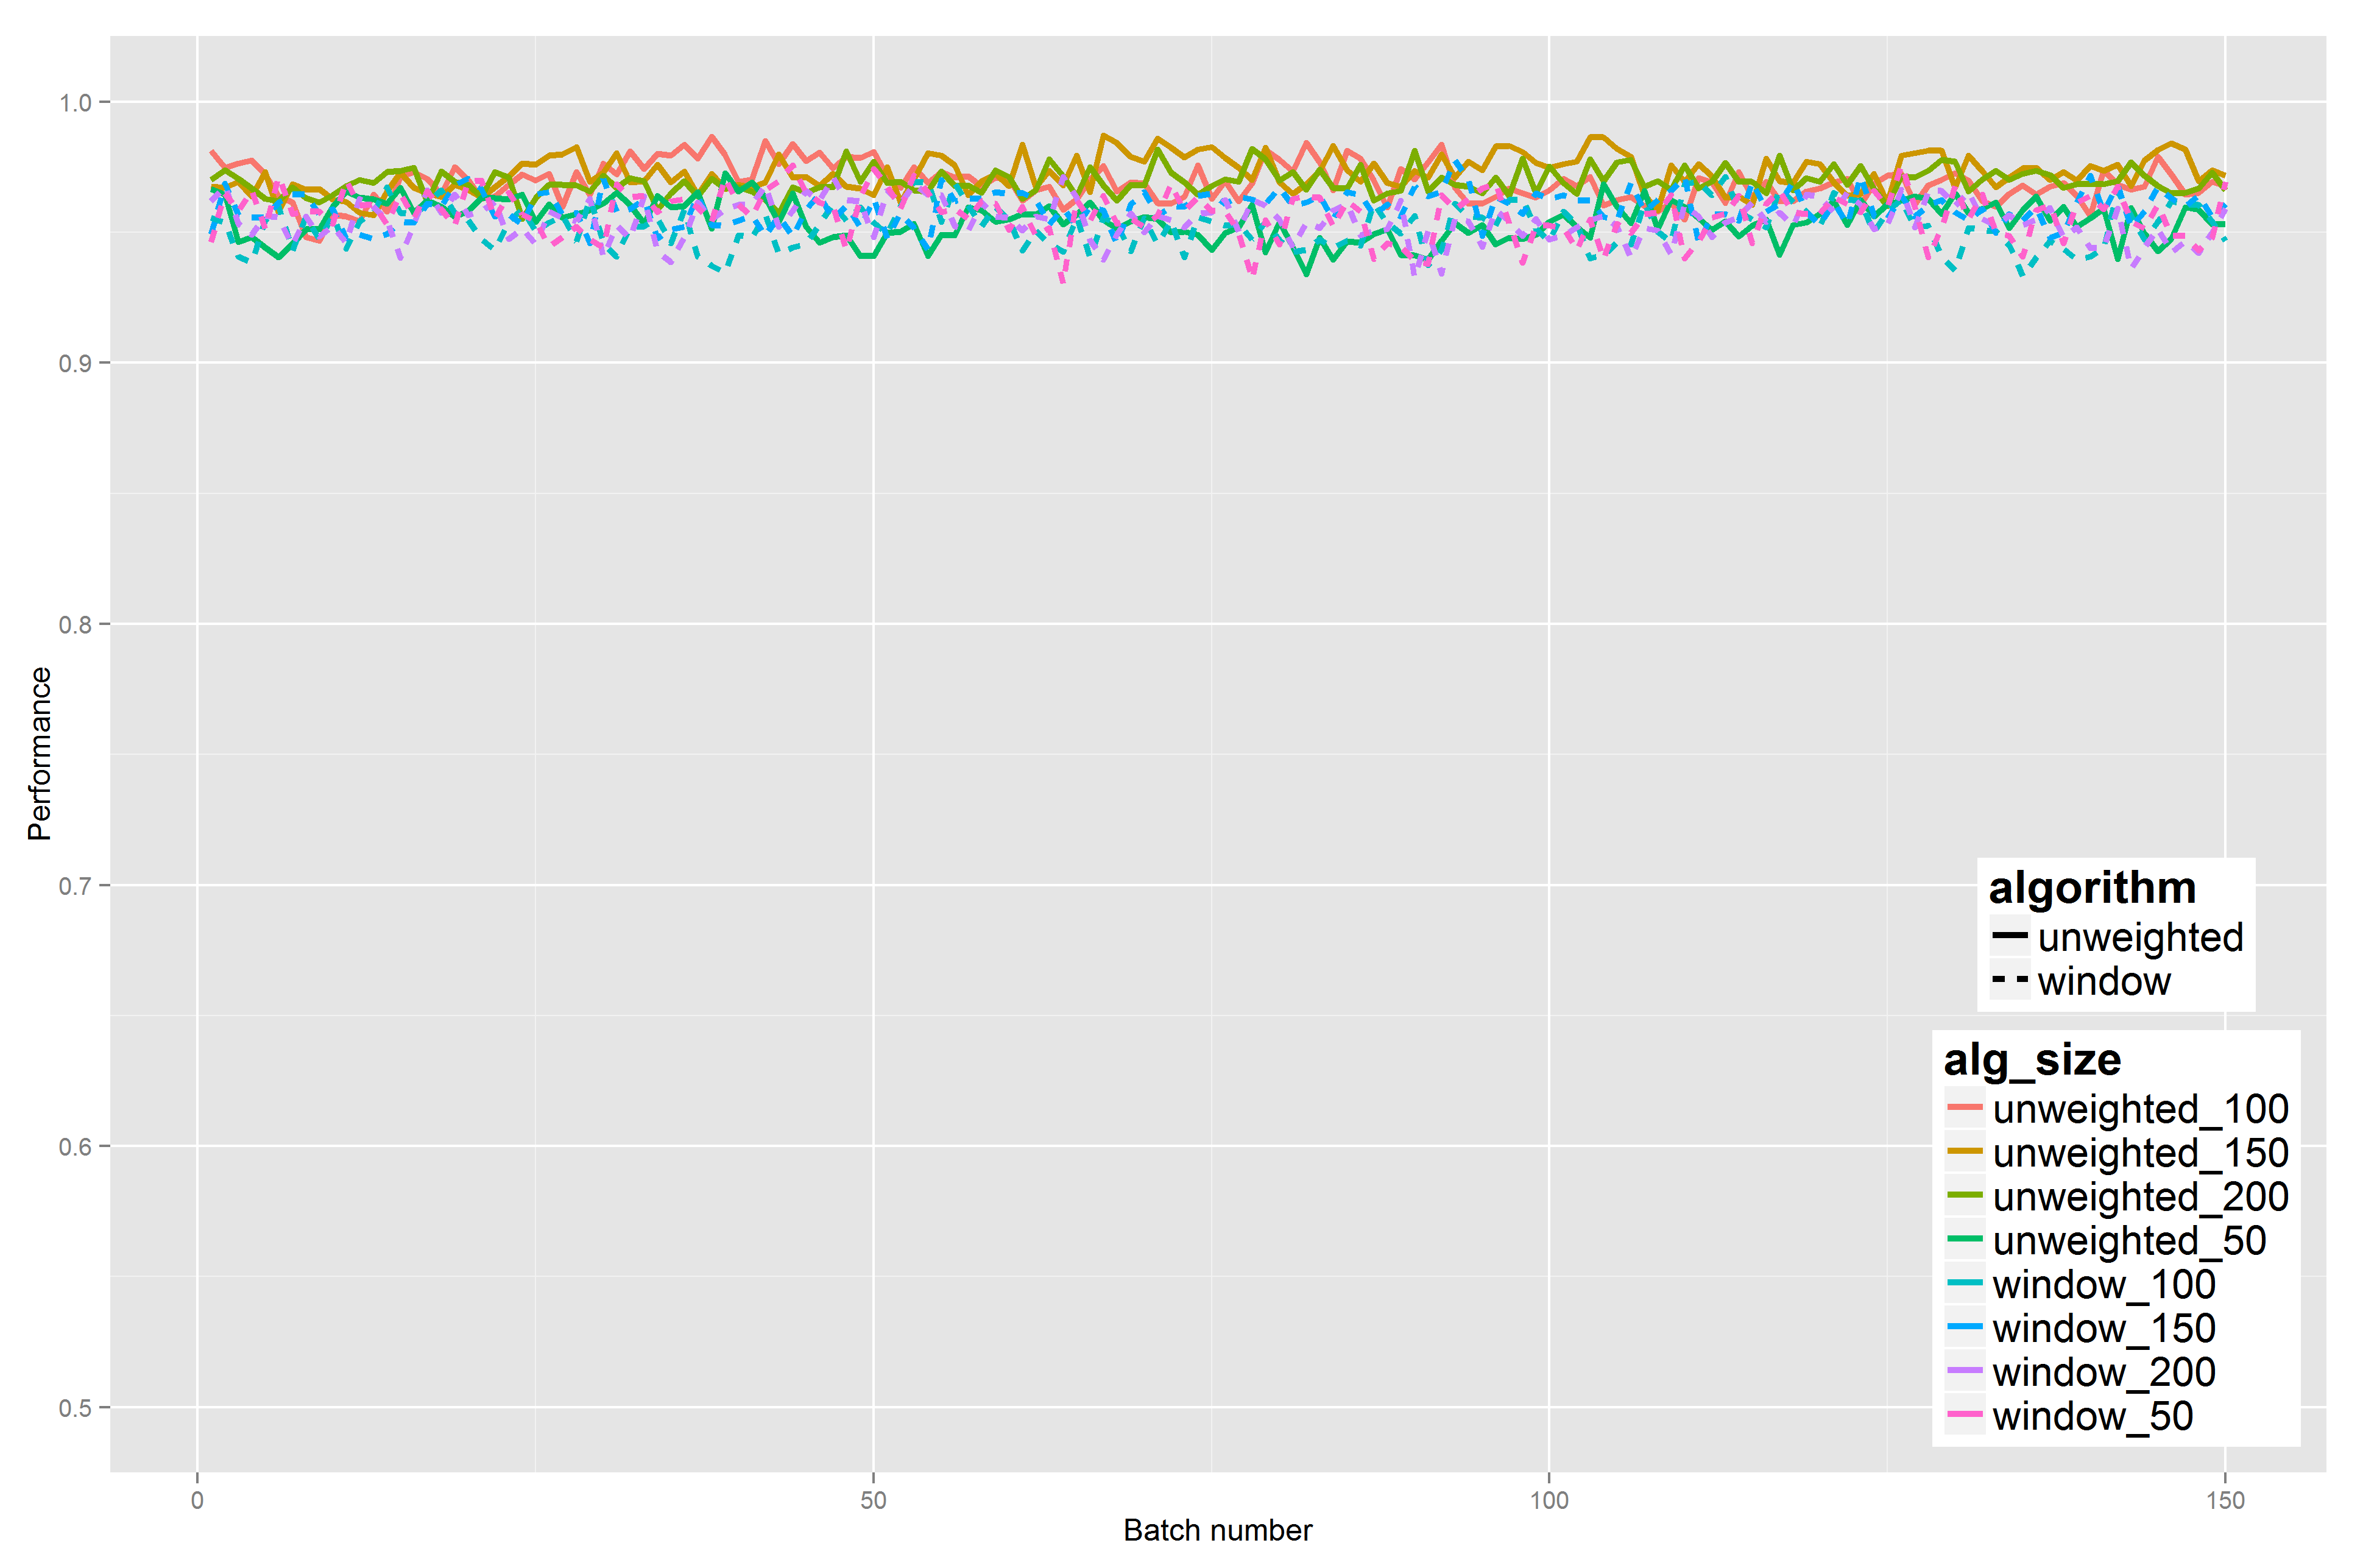 1.0
0.9
0.8
0.7
0.6
0.5
Performance
0
50
100
150
Batch number
algorithm
unweighted
window
alg_size
unweighted_100
unweighted_150
unweighted_200
unweighted_50
window_100
window_150
window_200
window_50